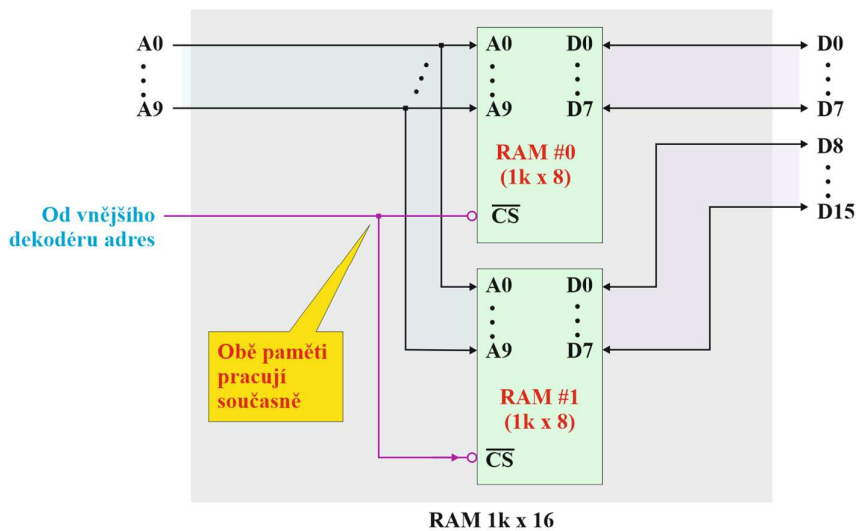 A0
A9
A0
D0
A9
D7
RAM #0
(1k x 8)
CS
D0
D7
D8
D15
Od vnějšího
dekodéru adres
Obě paměti
pracují
současně
A0
D0
A9
D7
RAM #1
(1k x 8)
CS
RAM 1k x 16